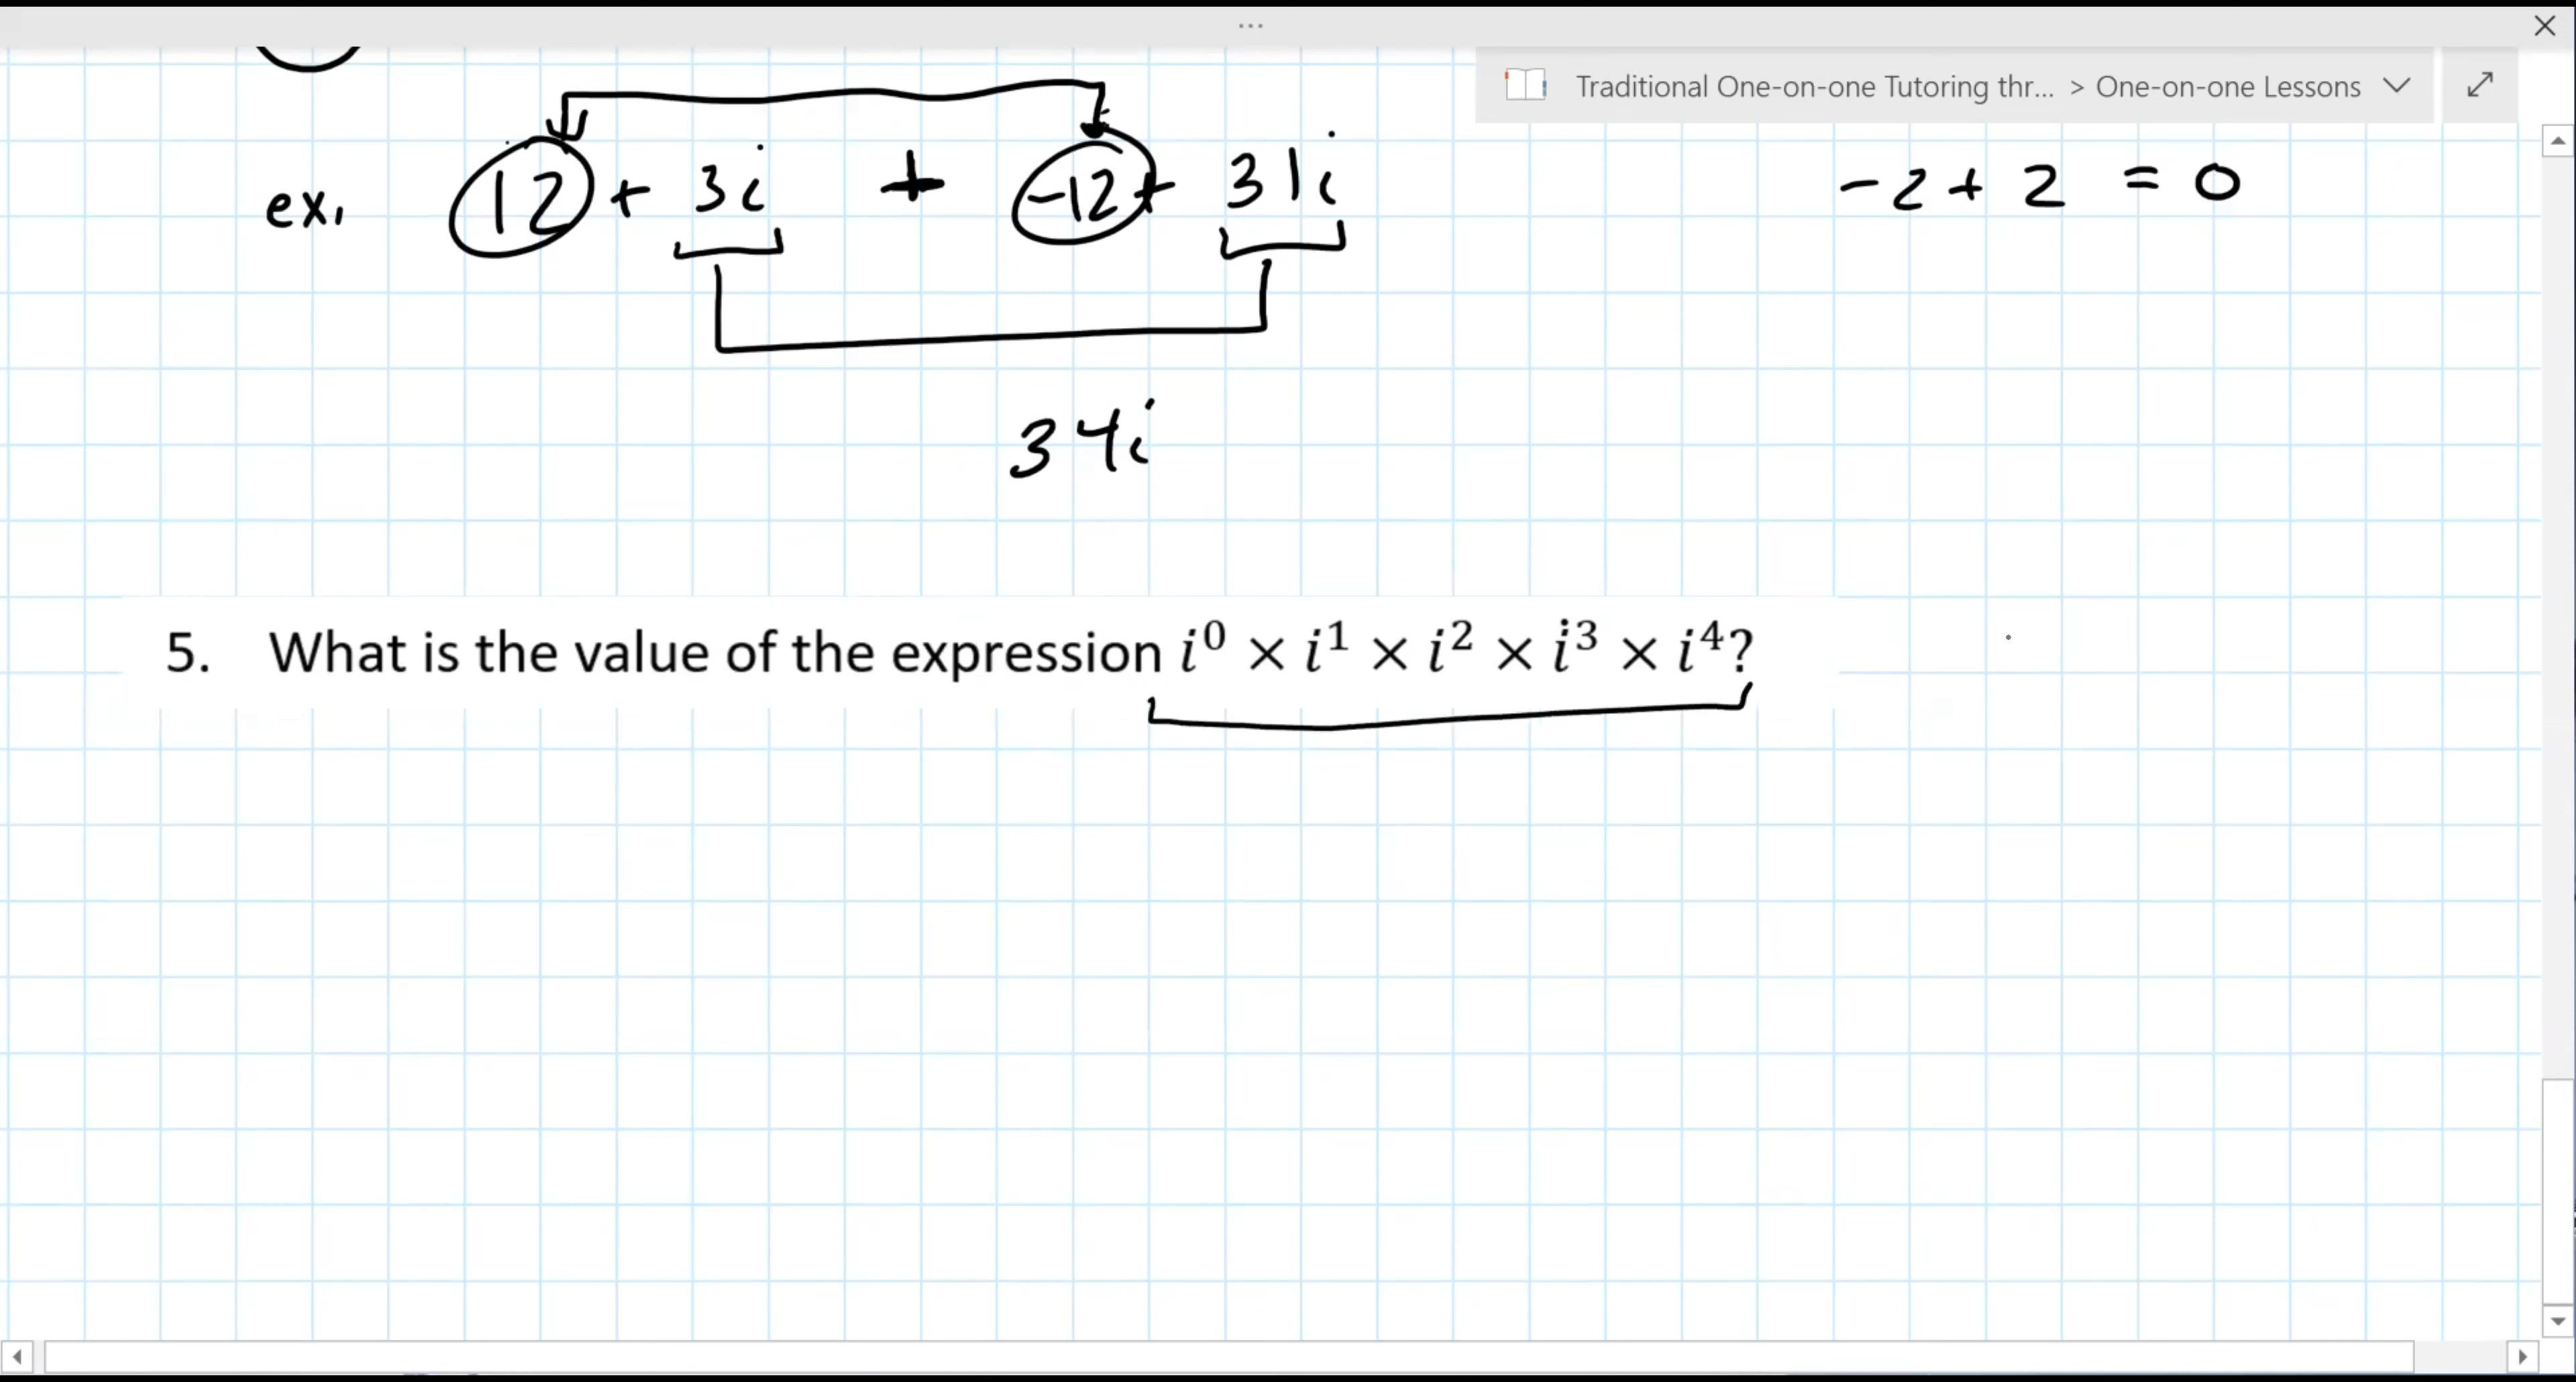 ...
Traditional One-on-one Tutoring thr... > One-on-one Lessons
ex. 12 + 3i + -12 + 31i
-2 + 2 = 0
34i
5. What is the value of the expression i⁰ × i¹ × i² × i³ × i⁴?